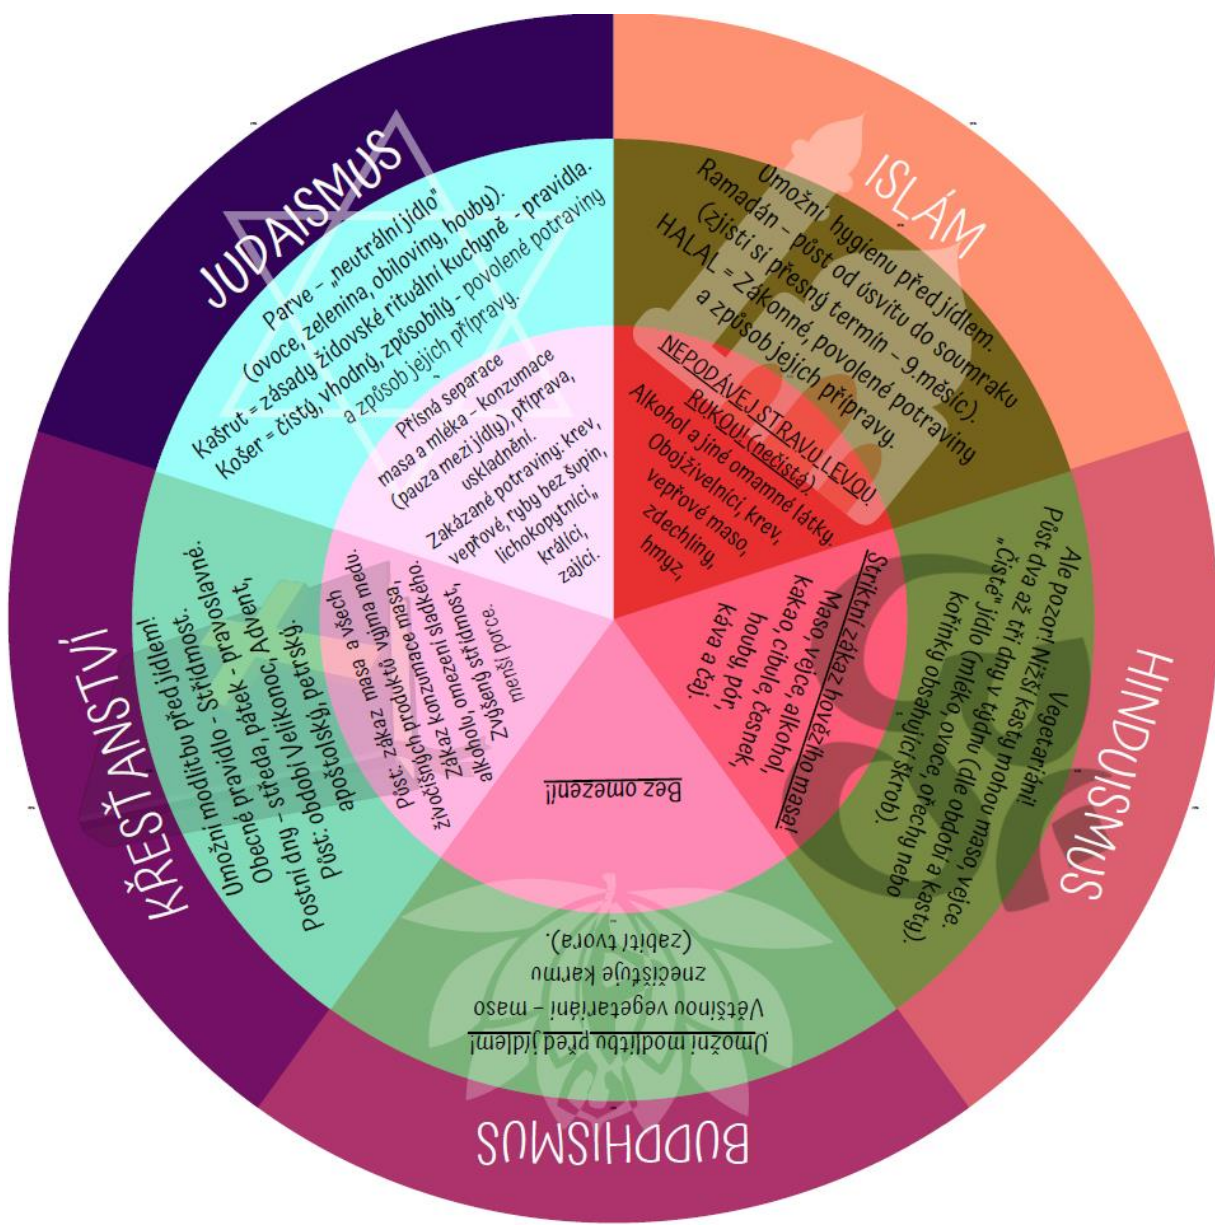 JUDAISMUS
Parve – „neutrální jídlo“
(ovoce, zelenina, obiloviny, houby).
Kašrut = zásady židovské rituální kuchyně – pravidla.
Košer = čistý, vhodný, způsobilý - povolené potraviny
a způsob jejich přípravy.
Přísná separace
masa a mléka – konzumace
(pauza mezi jídly), příprava,
uskladnění.
Zakázané potraviny: krev,
vepřové, ryby bez šupin,
lichokopytníci,„
králíci,
zajíci.
ISLÁM
Umožni hygienu před jídlem.
Ramadán – půst od úsvitu do soumraku
(zjisti si přesný termín – 9.měsíc).
HALAL = Zákonné, povolené potraviny
a způsob jejich přípravy.
NEPODÁVEJ STRAVU LEVOU
RUKOU! (nečistá).
Alkohol a jiné omamné látky.
Obojživelníci, krev,
vepřové maso,
zdechliny,
hmyz,
HINDUISMUS
Vegetariáni!
Ale pozor! Nižší kasty mohou maso, vejce.
Půst dva až tři dny v týdnu (dle období a kasty).
„Čisté“ jídlo (mléko, ovoce, ořechy nebo
kořínky obsahující škrob).
Striktní zákaz hovězího masa!
Maso, vejce, alkohol,
kakao, cibule, česnek,
houby, pór,
káva a čaj.
BUDDHISMUS
Umožni modlitbu před jídlem!
Většinou vegetariáni – maso
znečišťuje karmu
(zabití tvora).
Bez omezení!
KŘESŤANSTVÍ
Umožni modlitbu před jídlem!
Obecné pravidlo - Střídmost.
Postní dny – středa pátek - pravoslavné.
Půst: období Velikonoc, Advent,
apoštolský, peterský,
Půst: zákaz masa a všech
živočišných produktů vyjma medu.
Zákaz konzumace masa,
alkoholu, omezení sladkého.
Zvýšený střídmost,
menší porce.